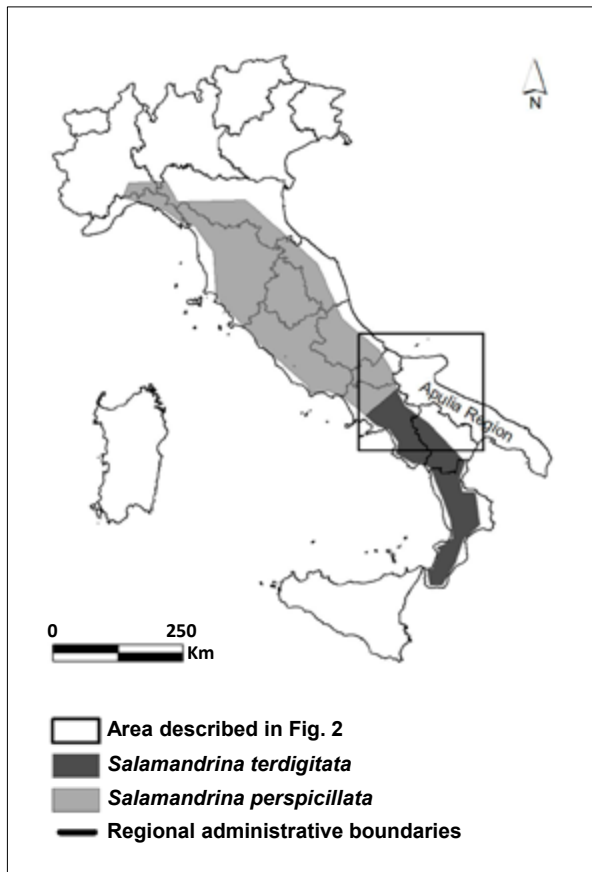 N
Apulia Region
0 250
Km
Area described in Fig. 2
Salamandrina terdigitata
Salamandrina perspicillata
Regional administrative boundaries